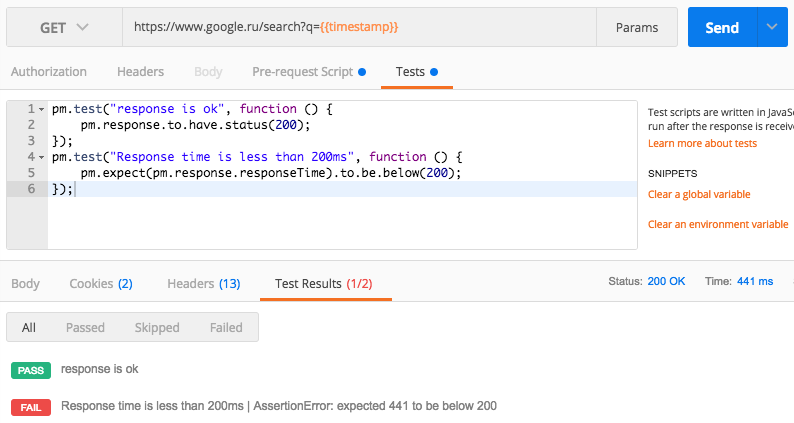 GET https://www.google.ru/search?q={{timestamp}} Params Send
Authorization Headers Body Pre-request Script Tests
1 pm.test("response is ok", function () {
2 pm.response.to.have.status(200);
3 });
4 pm.test("Response time is less than 200ms", function () {
5 pm.expect(pm.response.responseTime).to.be.below(200);
6 });
Test scripts are written in
run after the response is
Learn more about tests
SNIPPETS
Clear a global variable
Clear an environment variable
Body Cookies (2) Headers (13) Test Results (1/2) Status: 200 OK Time: 441 ms
All Passed Skipped Failed
PASS response is ok
FAIL Response time is less than 200ms | AssertionError: expected 441 to be below 200